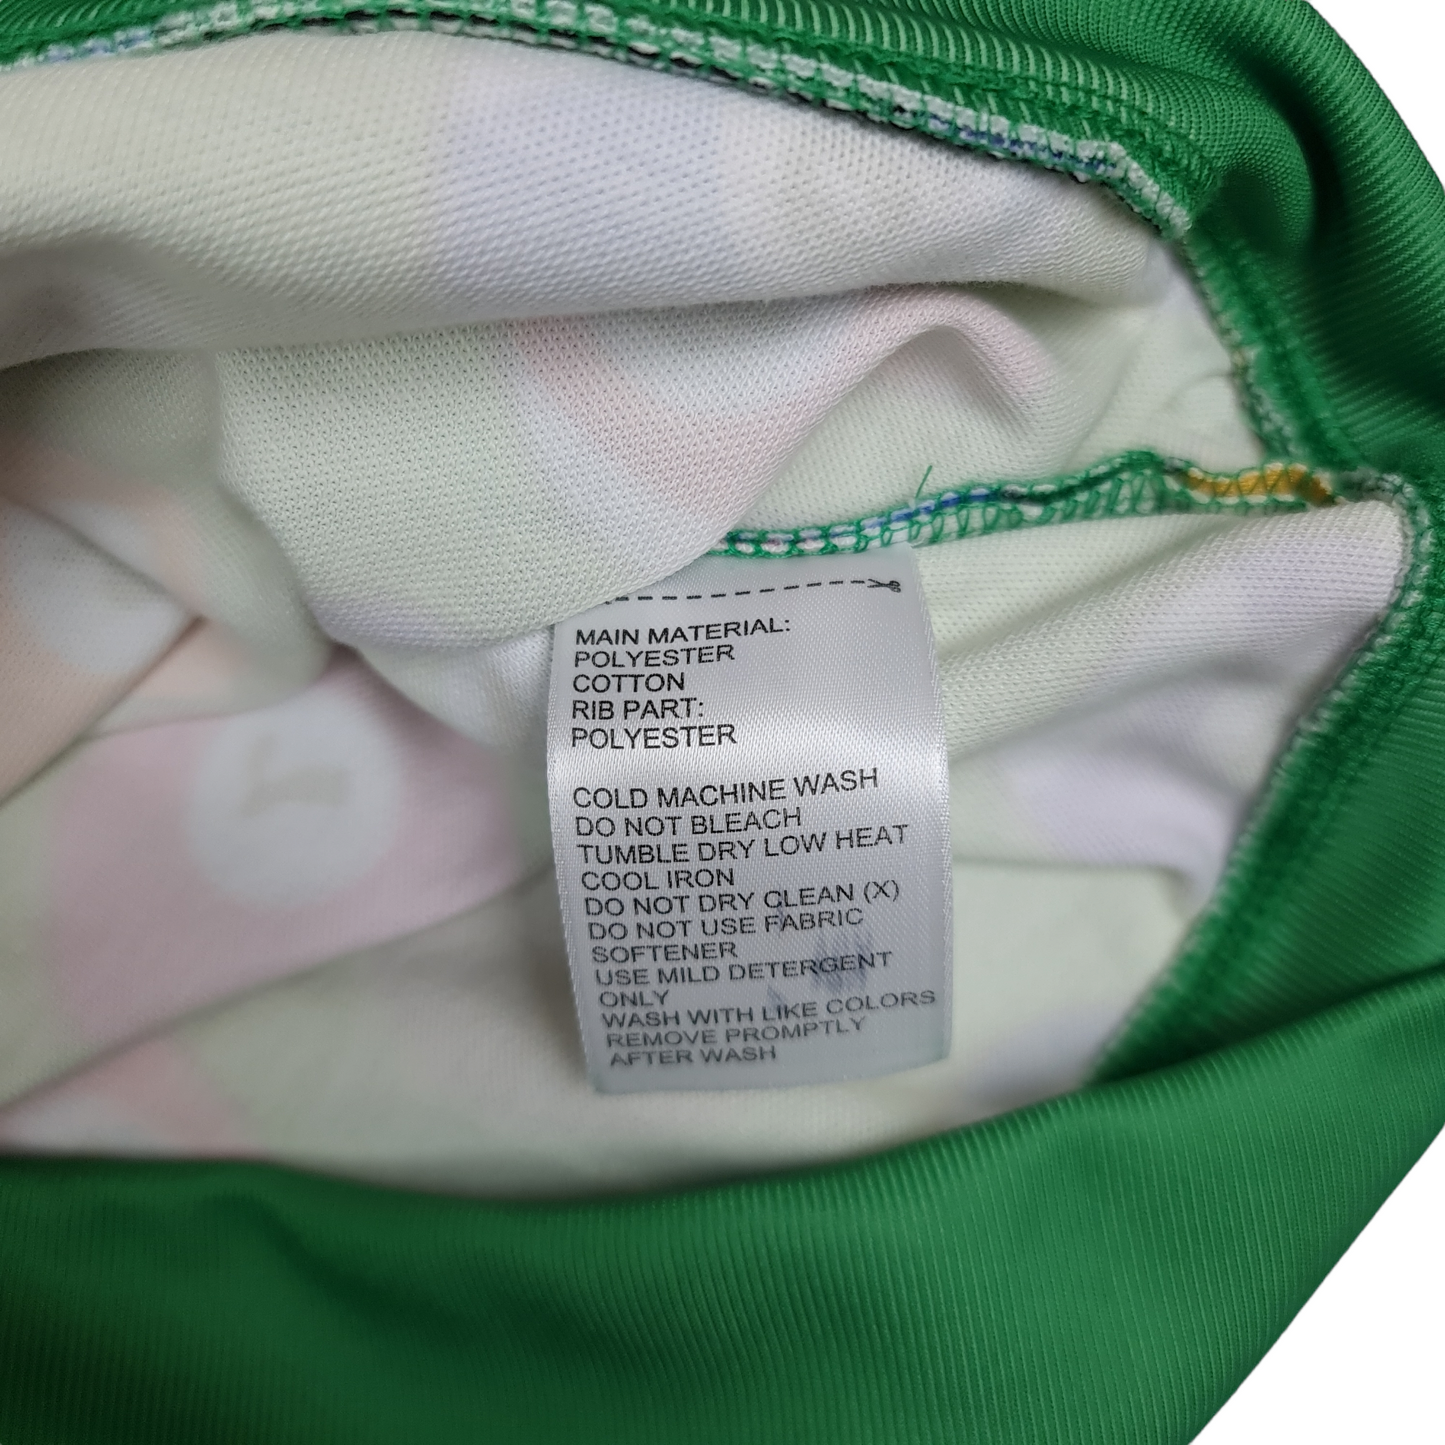 MAIN MATERIAL:
POLYESTER
COTTON
RIB PART:
POLYESTER
COLD MACHINE WASH
DO NOT BLEACH
TUMBLE DRY LOW HEAT
COOL IRON
DO NOT DRY CLEAN (X)
DO NOT USE FABRIC
SOFTENER
USE MILD DETERGENT
ONLY
WASH WITH LIKE COLORS
REMOVE PROMPTLY
AFTER WASH